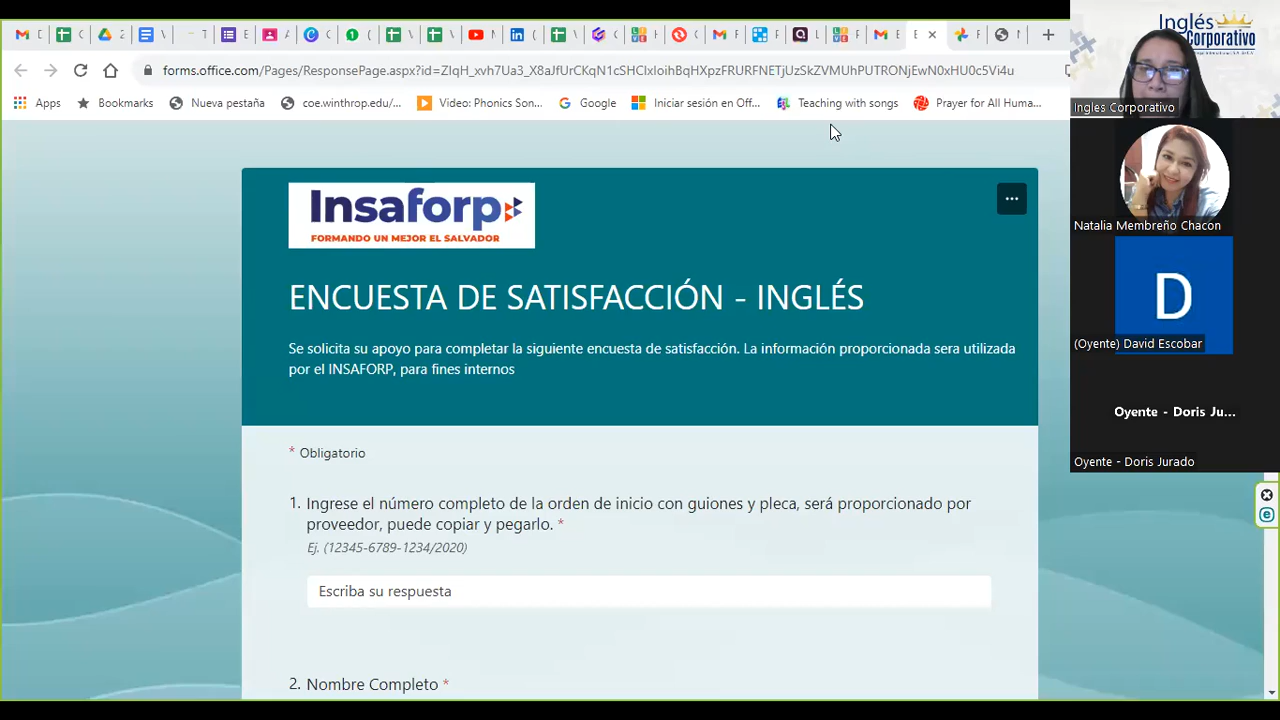 Inglés
Corporativo
forms.office.com/Pages/ResponsePage.aspx?id=
Apps
Bookmarks
Nueva pestaña
coe.winthrop.edu/...
Video: Phonics Son...
Google
Iniciar sesión en Off...
Teaching with songs
Prayer for All Huma...
Ingles Corporativo
Insaforp
FORMANDO UN MEJOR EL SALVADOR
...
Natalia Membreño Chacon
ENCUESTA DE SATISFACCIÓN - INGLÉS
D
(Oyente) David Escobar
Se solicita su apoyo para completar la siguiente encuesta de satisfacción. La información proporcionada sera utilizada
por el INSAFORP, para fines internos
Oyente - Doris Ju...
Oyente - Doris Jurado
* Obligatorio
1. Ingrese el número completo de la orden de inicio con guiones y pleca, será proporcionado por
proveedor, puede copiar y pegarlo. *
Ej. (12345-6789-1234/2020)
Escriba su respuesta
2. Nombre Completo *